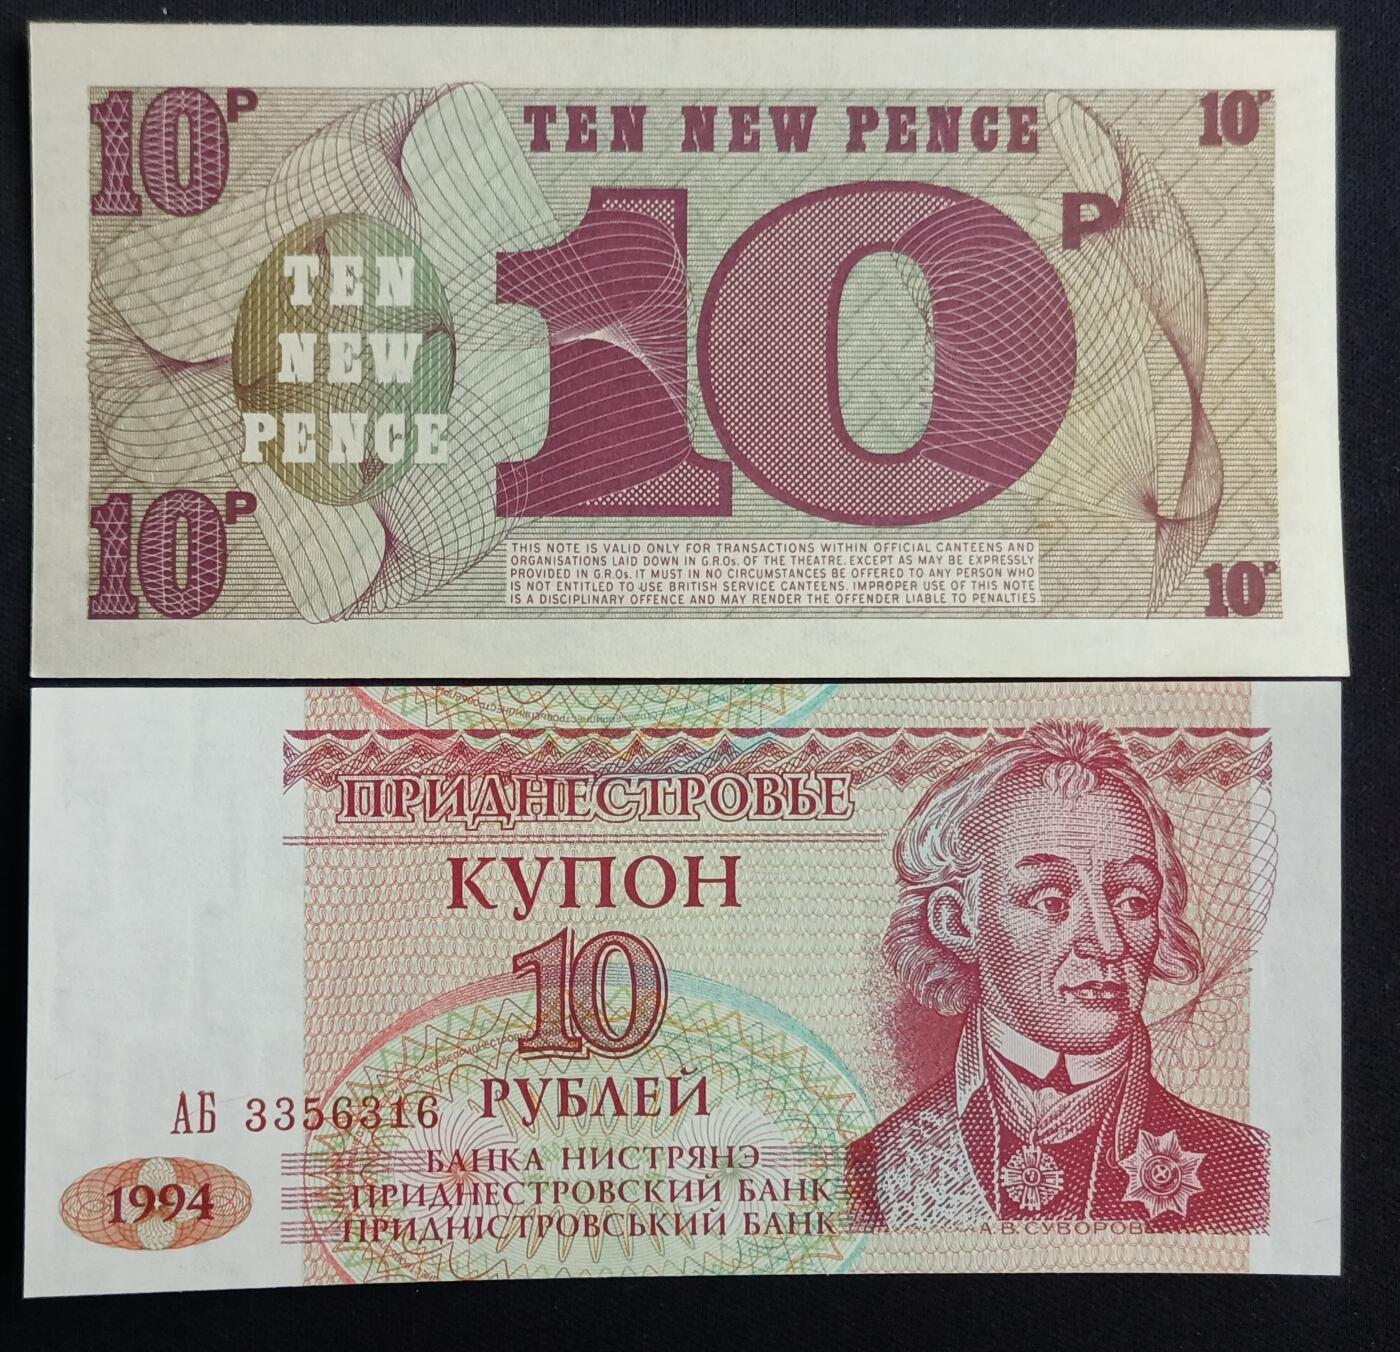 10P
TEN NEW PENCE
10P
TEN
NEW
PENCE
10P
10P
THIS NOTE IS VALID ONLY FOR TRANSACTIONS WITHIN OFFICIAL CANTEENS AND
ORGANISATIONS LAID DOWN IN G.R.Os. OF THE THEATRE. EXCEPT AS MAY BE EXPRESSLY
PROVIDED IN G.R.Os. IT MUST IN NO CIRCUMSTANCES BE OFFERED TO ANY PERSON WHO
IS NOT ENTITLED TO USE BRITISH SERVICE CANTEENS. IMPROPER USE OF THIS NOTE
IS A DISCIPLINARY OFFENCE AND MAY RENDER THE OFFENDER LIABLE TO PENALTIES
10P
ПРИДНЕСТРОВЬЕ
КУПОН
10
РУБЛЕЙ
АБ 3356316
БАНКА НИСТРЯНЭ
ПРИДНЕСТРОВСКИЙ БАНК
ПРИДНІСТРОВСЬКИЙ БАНК
1994
А.В.СУВОРОВ